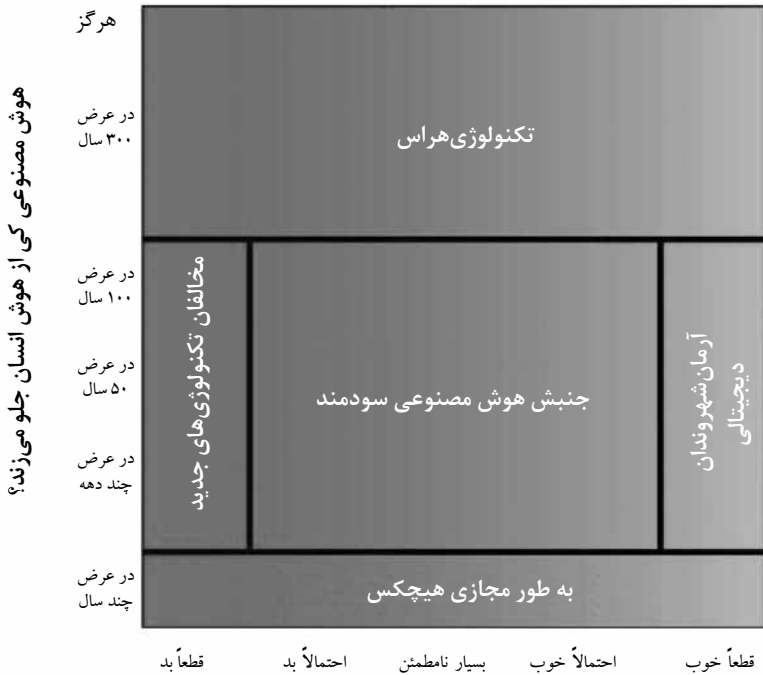 هرگز
در عرض
۳۰۰ سال
در عرض
۱۰۰ سال
در عرض
۵۰ سال
در عرض
چند دهه
در عرض
چند سال
هوش مصنوعی کی از هوش انسان جلو می‌زند؟
تکنولوژی‌هراس
آرمان‌شهروندان
دیجیتالی
جنبش هوش مصنوعی سودمند
مخالفان تکنولوژی‌های جدید
به طور مجازی هیچکس
قطعاً خوب
احتمالاً خوب
بسیار نامطمئن
احتمالاً بد
قطعاً بد